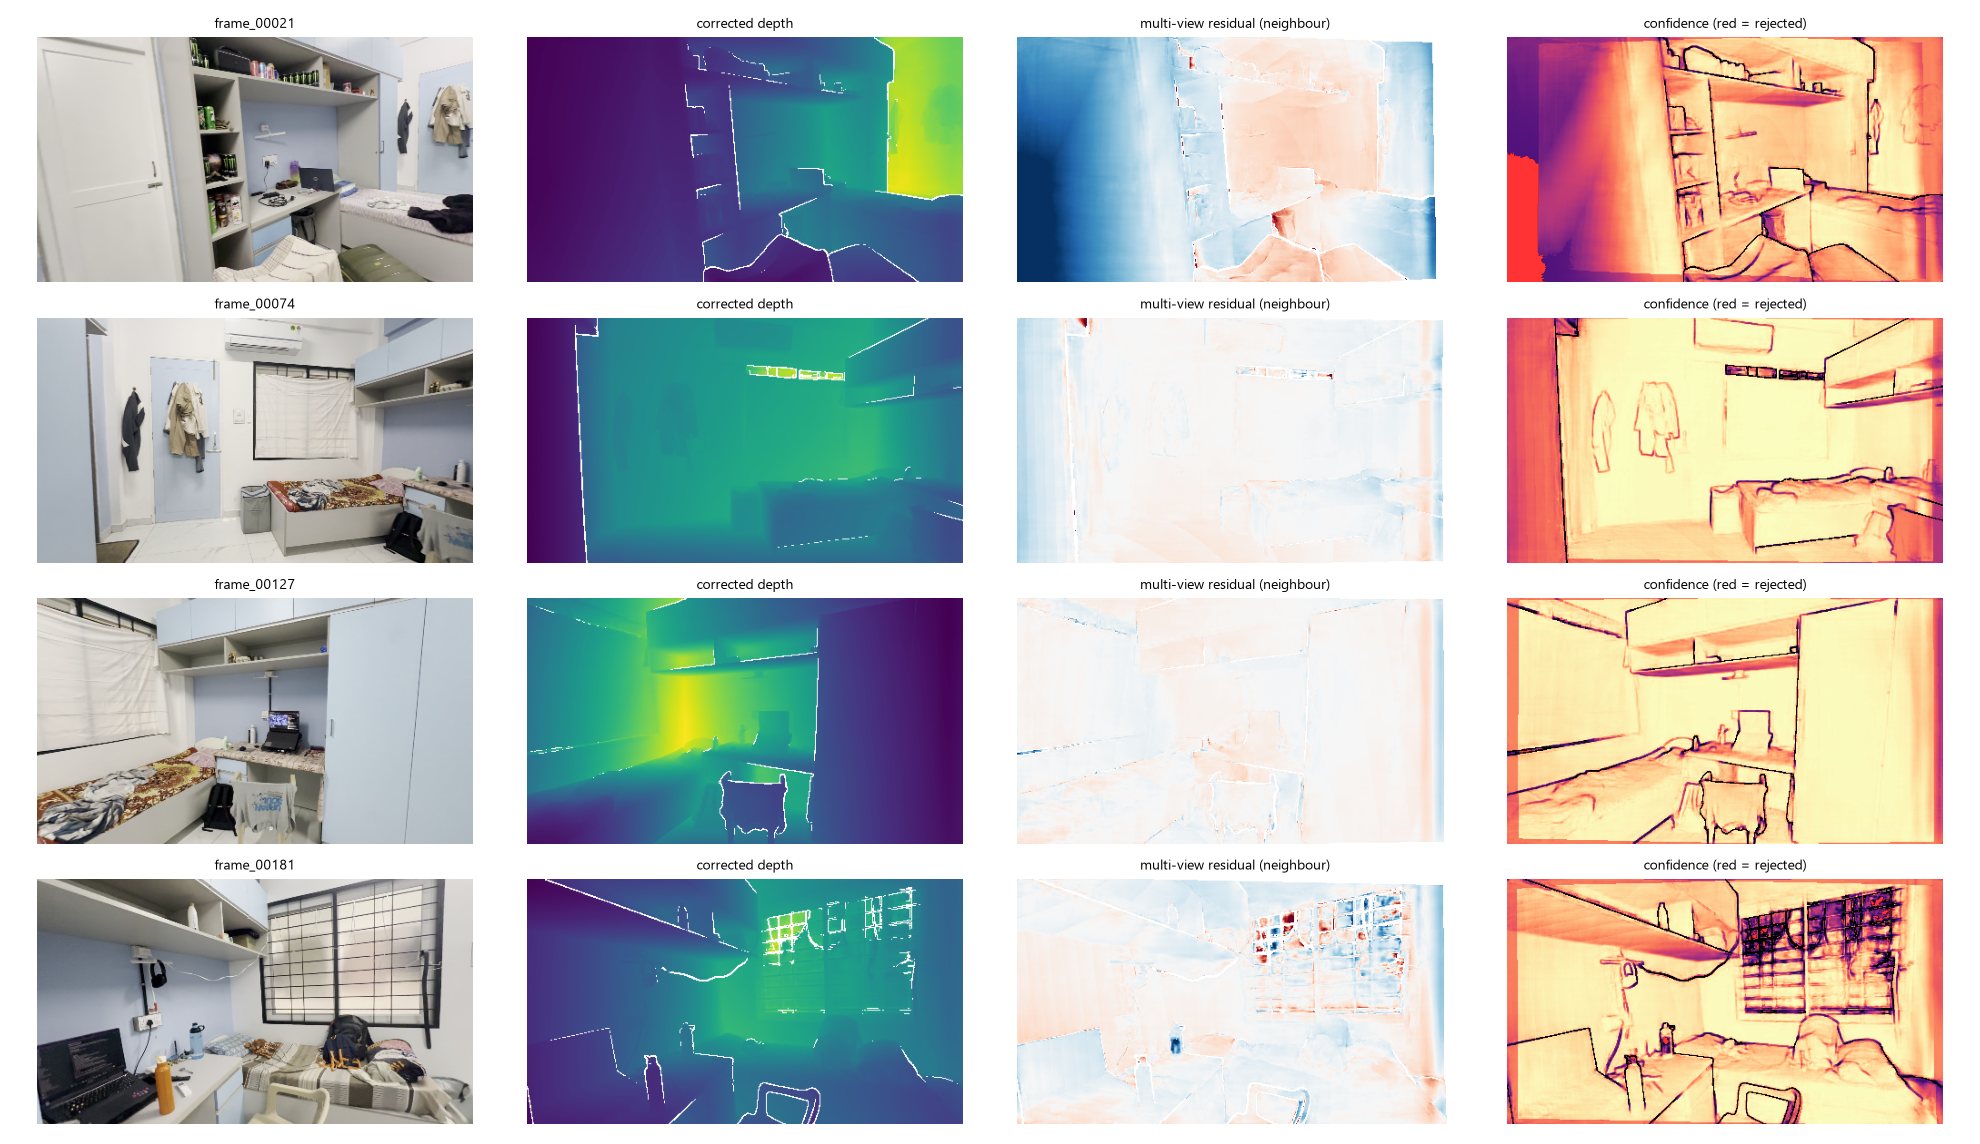 frame_00021 corrected depth multi-view residual (neighbour) confidence (red = rejected)
frame_00074 corrected depth multi-view residual (neighbour) confidence (red = rejected)
frame_00127 corrected depth multi-view residual (neighbour) confidence (red = rejected)
frame_00181 corrected depth multi-view residual (neighbour) confidence (red = rejected)